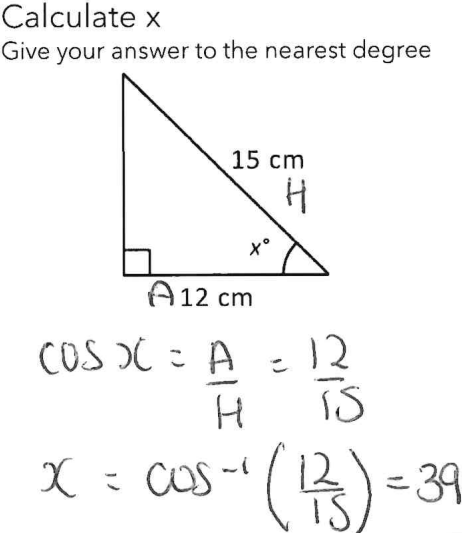 Calculate x
Give your answer to the nearest degree
15 cm
H
x°
A 12 cm
cos x = A/H = 12/15
x = cos⁻¹ (12/15) = 39